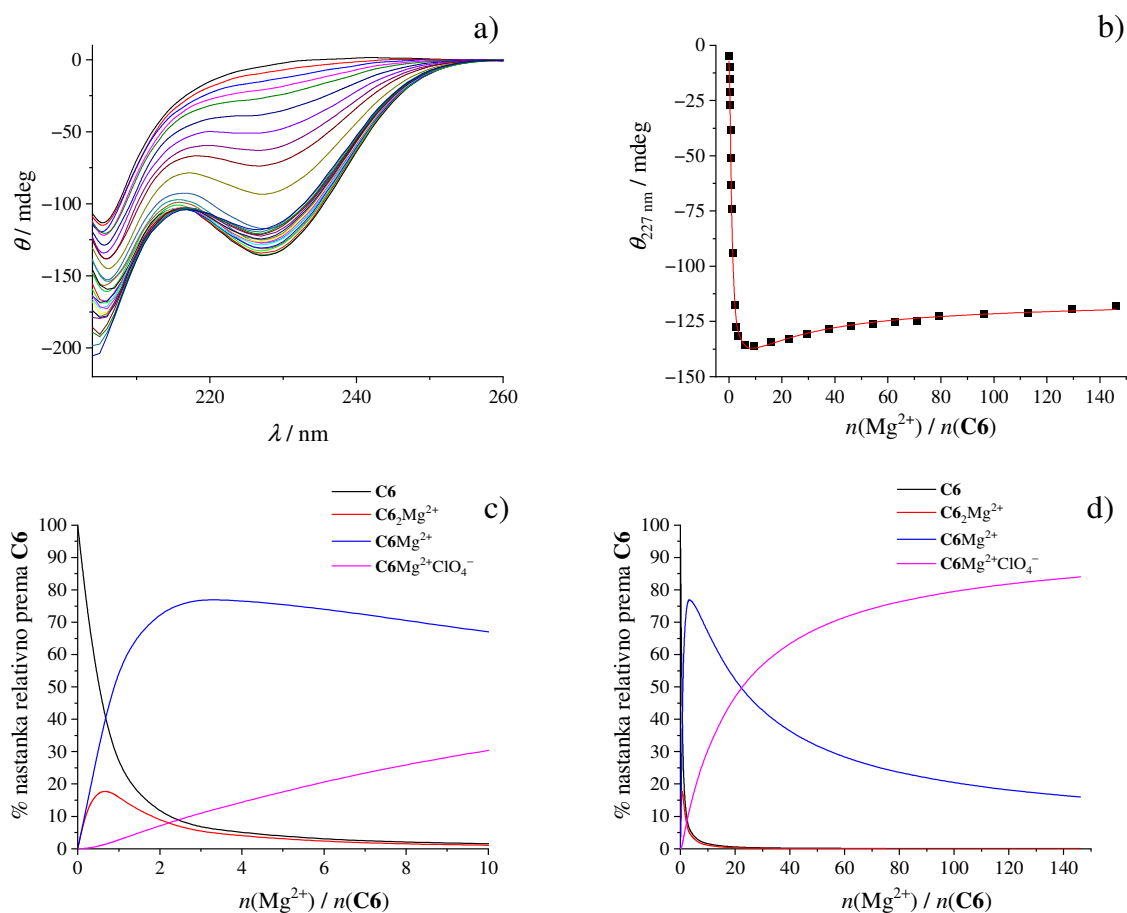 a)
0
−50
−100
−150
−200
θ / mdeg
220
240
260
λ / nm
b)
0
−25
−50
−75
−100
−125
−150
θ227 nm / mdeg
0
20
40
60
80
100
120
140
n(Mg²⁺) / n(C6)
c)
C6
C6₂Mg²⁺
C6Mg²⁺
C6Mg²⁺ClO₄⁻
100
90
80
70
60
50
40
30
20
10
0
% nastanka relativno prema C6
0
2
4
6
8
10
n(Mg²⁺) / n(C6)
d)
C6
C6₂Mg²⁺
C6Mg²⁺
C6Mg²⁺ClO₄⁻
100
90
80
70
60
50
40
30
20
10
0
% nastanka relativno prema C6
0
20
40
60
80
100
120
140
n(Mg²⁺) / n(C6)